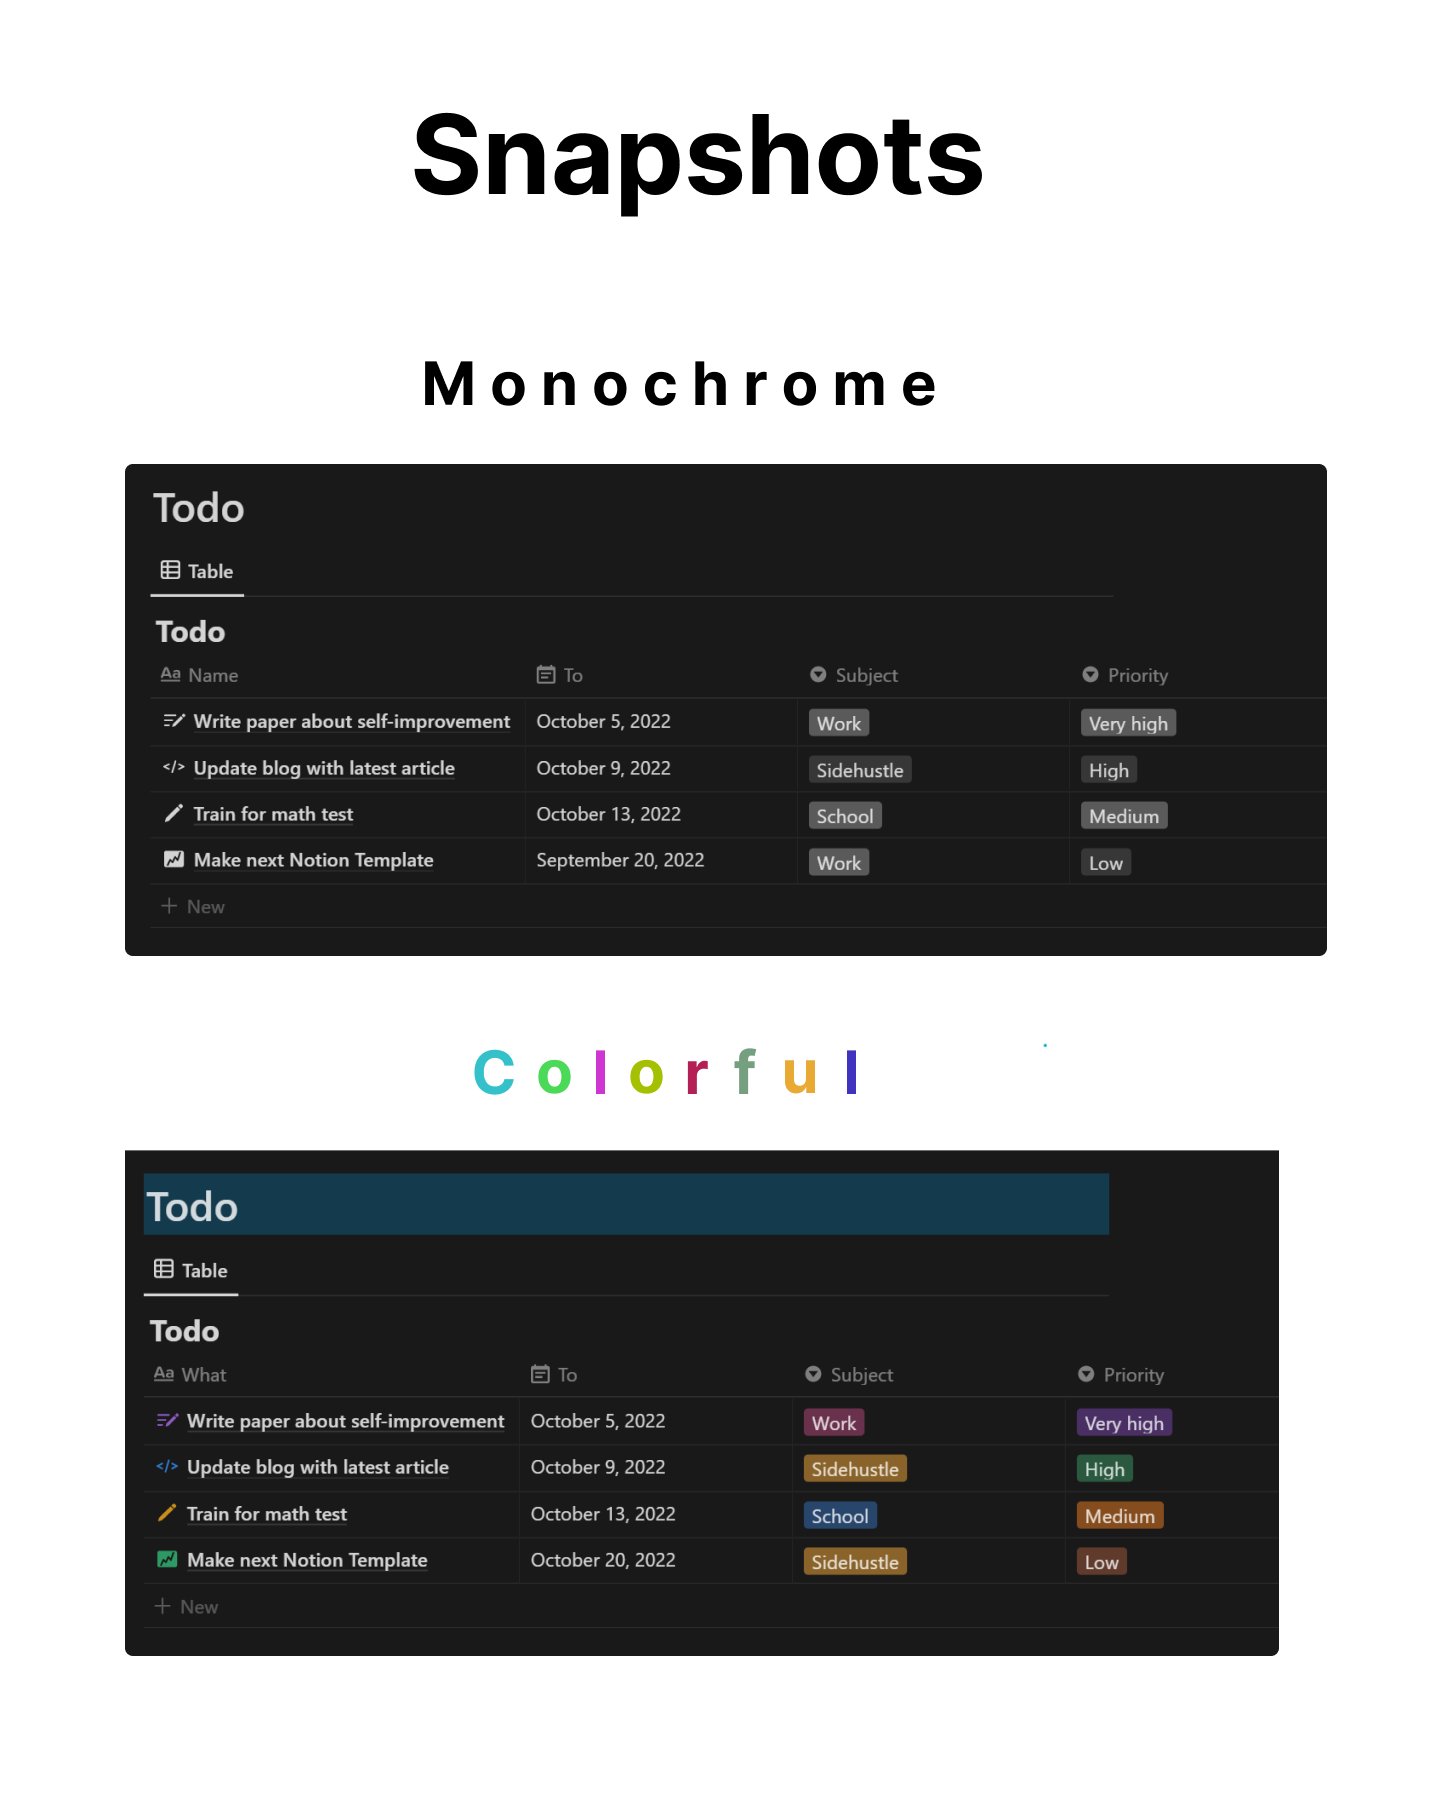 Snapshots
Monochrome
Todo
Table
Todo
Aa Name To Subject Priority
Write paper about self-improvement October 5, 2022 Work Very high
</> Update blog with latest article October 9, 2022 Sidehustle High
Train for math test October 13, 2022 School Medium
Make next Notion Template September 20, 2022 Work Low
+ New
Colorful
Todo
Table
Todo
Aa What To Subject Priority
Write paper about self-improvement October 5, 2022 Work Very high
</> Update blog with latest article October 9, 2022 Sidehustle High
Train for math test October 13, 2022 School Medium
Make next Notion Template October 20, 2022 Sidehustle Low
+ New